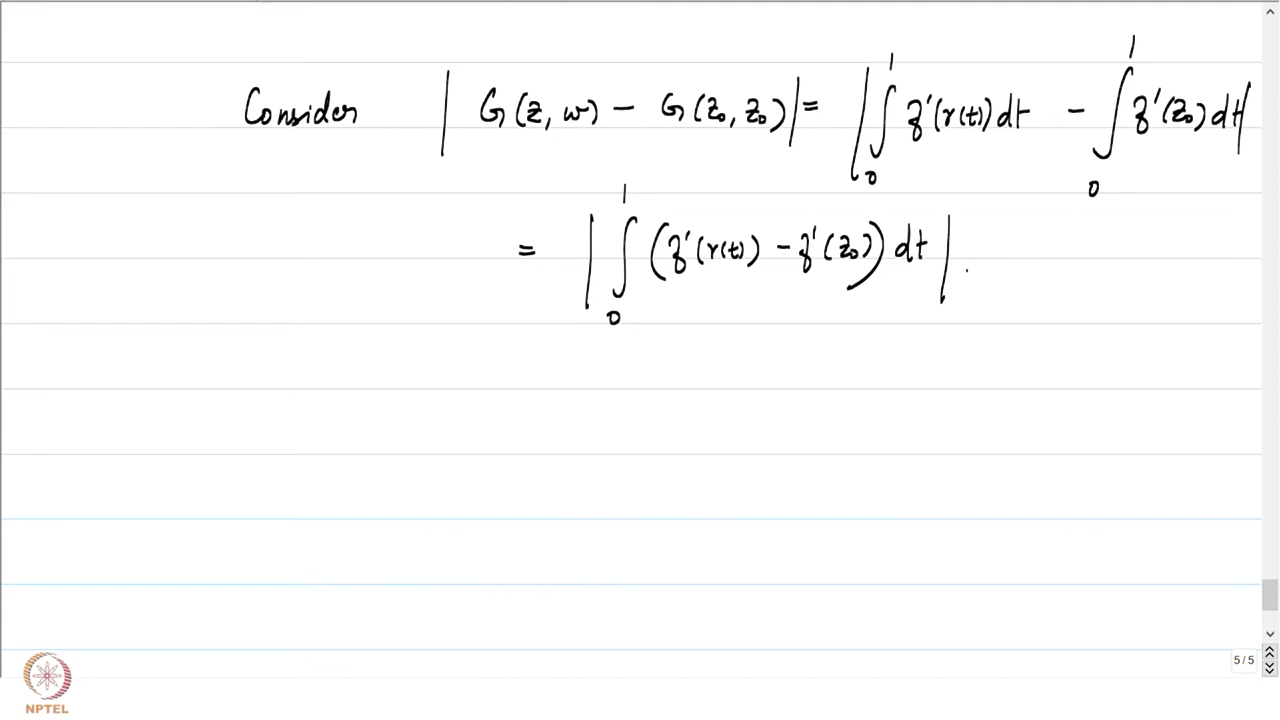 Consider | G(z, w) − G(z₀, z₀) | = | ∫₀¹ f'(γ(t)) dt − ∫₀¹ f'(z₀) dt |
= | ∫₀¹ (f'(γ(t)) − f'(z₀)) dt | .
5 / 5
NPTEL